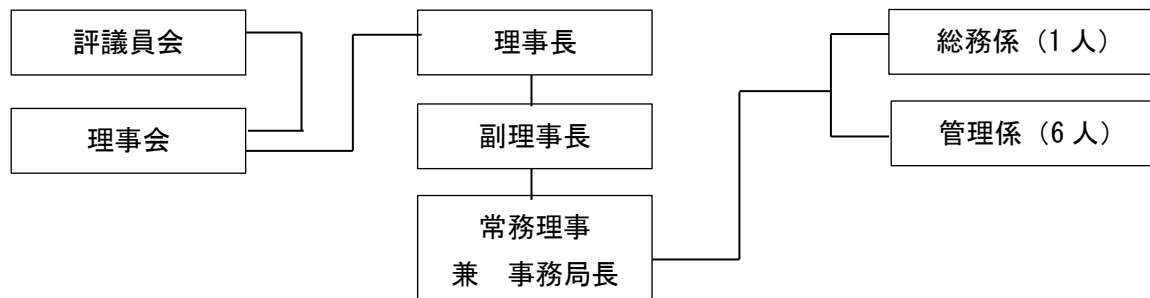 評議員会
理事会
理事長
副理事長
常務理事
兼　事務局長
総務係（1人）
管理係（6人）